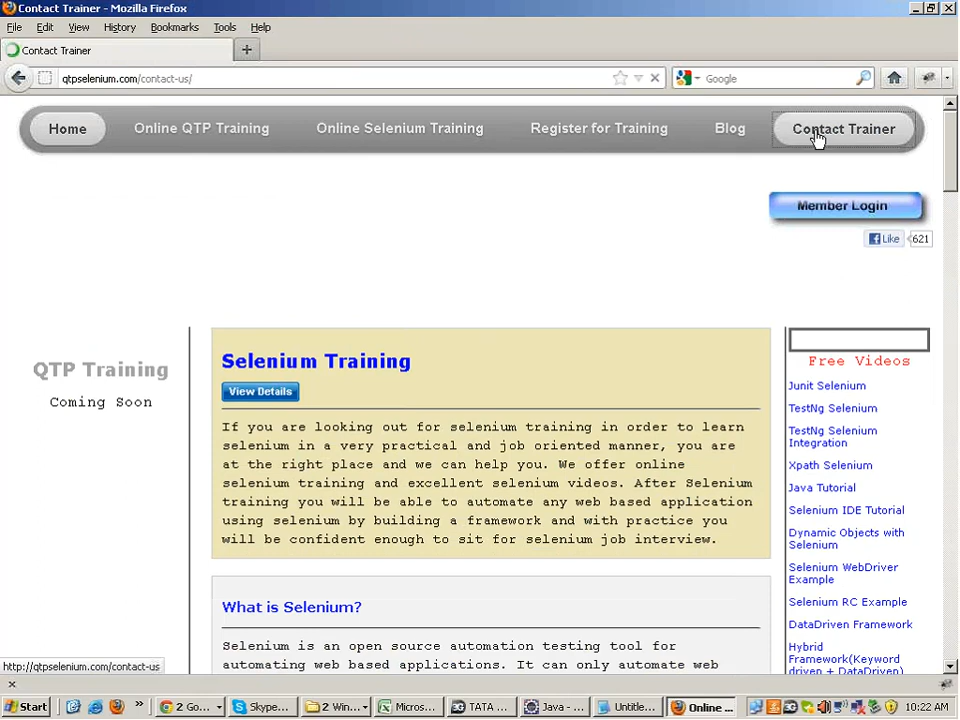 Contact Trainer - Mozilla Firefox
File Edit View History Bookmarks Tools Help
Contact Trainer
qtpselenium.com/contact-us/
Google
Home Online QTP Training Online Selenium Training Register for Training Blog Contact Trainer
Member Login
Like 621
QTP Training
Coming Soon
Selenium Training
View Details
If you are looking out for selenium training in order to learn
selenium in a very practical and job oriented manner, you are
at the right place and we can help you. We offer online
selenium training and excellent selenium videos. After Selenium
training you will be able to automate any web based application
using selenium by building a framework and with practice you
will be confident enough to sit for selenium job interview.
What is Selenium?
Selenium is an open source automation testing tool for
automating web based applications. It can only automate web
Free Videos
Junit Selenium
TestNg Selenium
TestNg Selenium
Integration
Xpath Selenium
Java Tutorial
Selenium IDE Tutorial
Dynamic Objects with
Selenium
Selenium WebDriver
Example
Selenium RC Example
DataDriven Framework
Hybrid
Framework(Keyword
driven + DataDriven)
http://qtpselenium.com/contact-us
Start 2 Go... Skype... 2 Win... Micros... TATA ... Java - ... Untitle... Online ... 10:22 AM